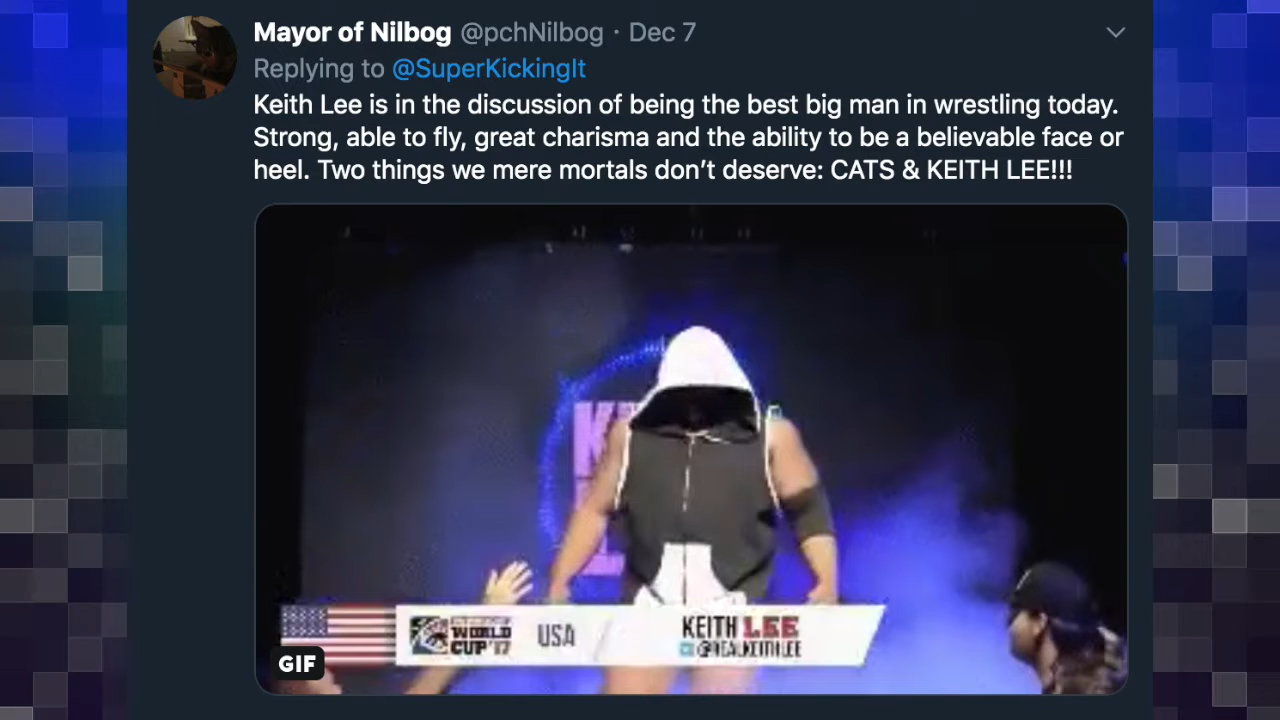 Mayor of Nilbog @pchNilbog · Dec 7
Replying to @SuperKickingIt
Keith Lee is in the discussion of being the best big man in wrestling today.
Strong, able to fly, great charisma and the ability to be a believable face or
heel. Two things we mere mortals don't deserve: CATS & KEITH LEE!!!
WORLD
CUP '17
USA
KEITH LEE
@REALKEITHLEE
GIF